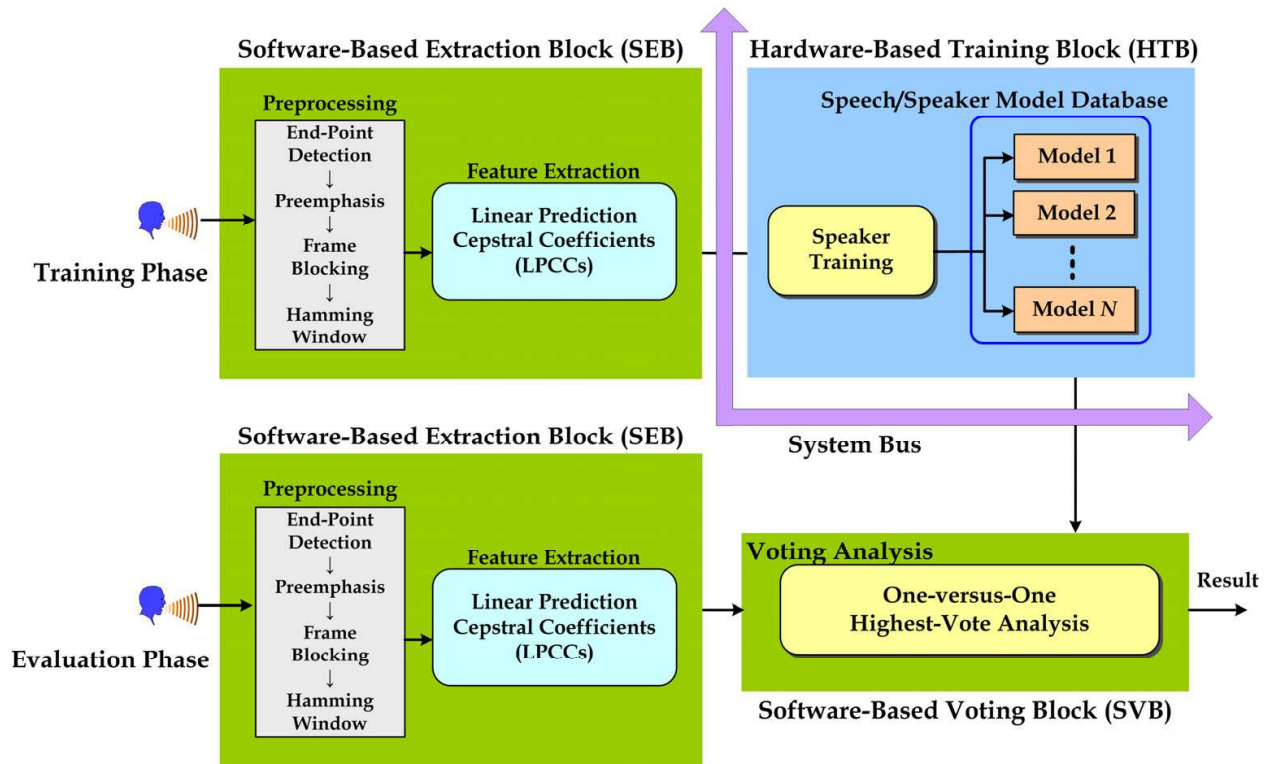 Software-Based Extraction Block (SEB)
Preprocessing
End-Point
Detection
↓
Preemphasis
↓
Frame
Blocking
↓
Hamming
Window
Feature Extraction
Linear Prediction
Cepstral Coefficients
(LPCCs)
Training Phase
Hardware-Based Training Block (HTB)
Speech/Speaker Model Database
Speaker
Training
Model 1
Model 2
Model N
System Bus
Software-Based Extraction Block (SEB)
Preprocessing
End-Point
Detection
↓
Preemphasis
↓
Frame
Blocking
↓
Hamming
Window
Feature Extraction
Linear Prediction
Cepstral Coefficients
(LPCCs)
Evaluation Phase
Voting Analysis
One-versus-One
Highest-Vote Analysis
Result
Software-Based Voting Block (SVB)